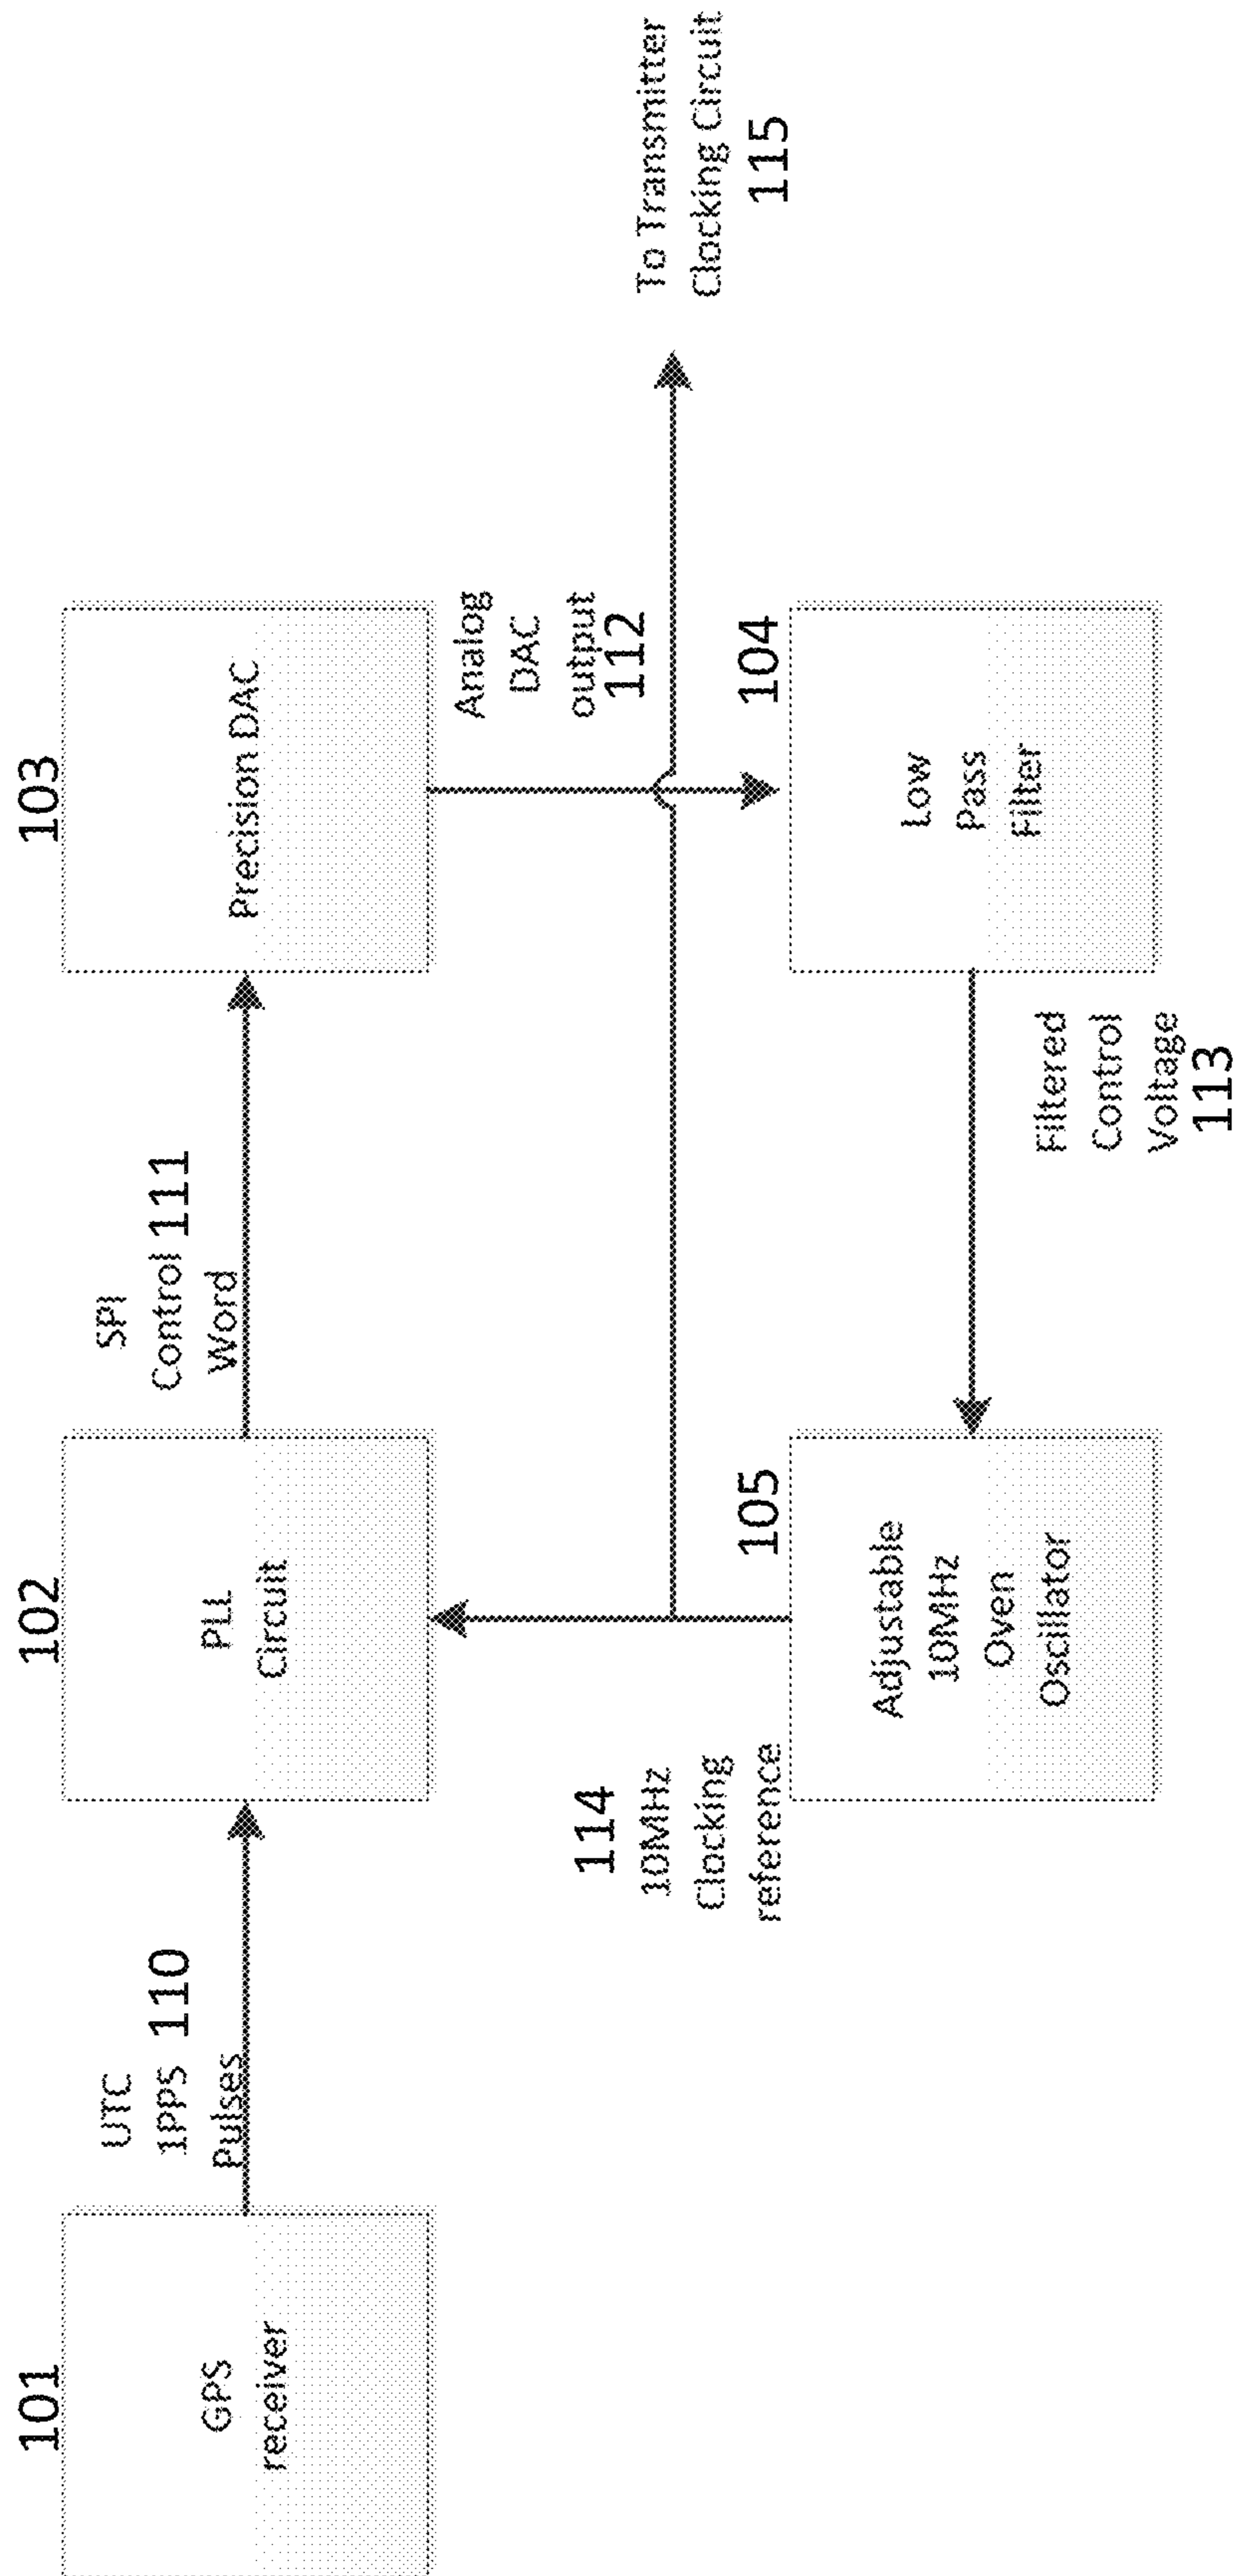 101
GPS
receiver
UTC
1PPS 110
Pulses
102
PLL
Circuit
SPI
Control 111
Word
103
Precision DAC
Analog
DAC
output
112
To Transmitter
Clocking Circuit
115
114
10MHz
Clocking
reference
105
Adjustable
10MHz
Oven
Oscillator
Filtered
Control
Voltage
113
104
Low
Pass
Filter